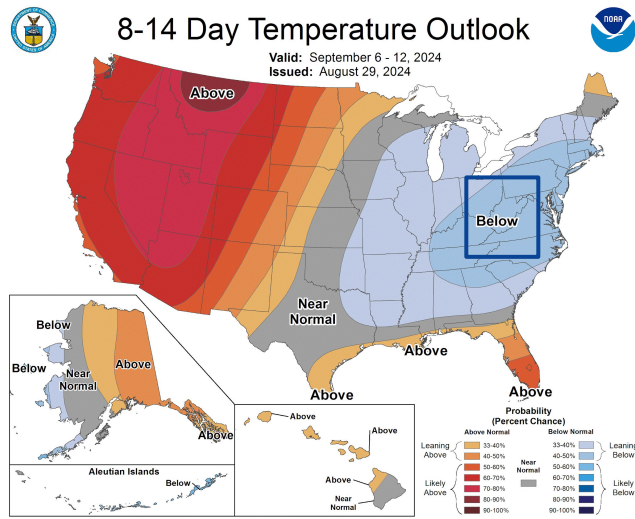 8-14 Day Temperature Outlook
Valid: September 6 - 12, 2024
Issued: August 29, 2024
NOAA
Above
Below
Near
Normal
Above
Above
Above
Below
Below
Near
Normal
Above
Above
Aleutian Islands
Below
Above
Above
Above
Near
Normal
Probability
(Percent Chance)
Above Normal
Below Normal
Leaning
Above
33-40%
40-50%
Likely
Above
50-60%
60-70%
70-80%
80-90%
90-100%
Near
Normal
33-40%
40-50%
Leaning
Below
50-60%
60-70%
70-80%
80-90%
90-100%
Likely
Below